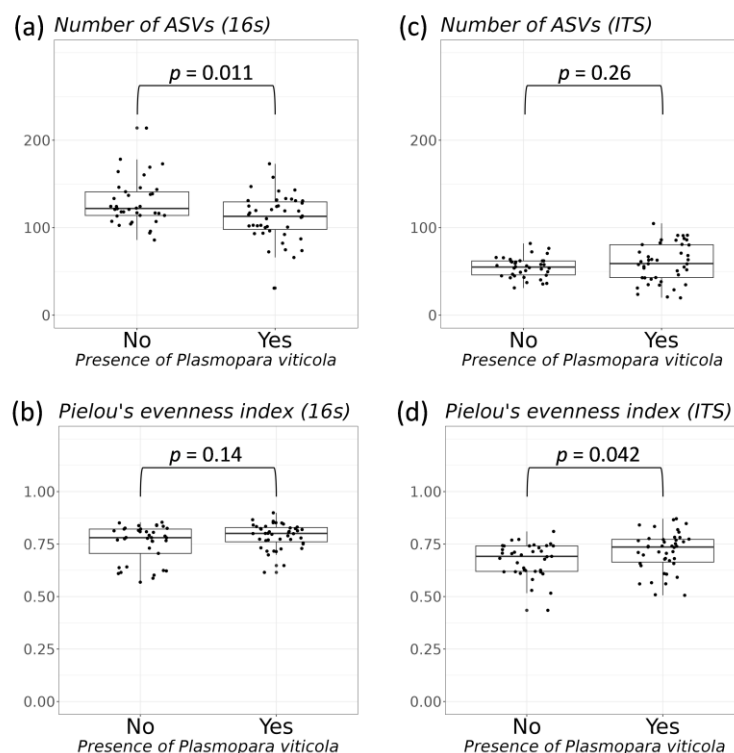 (a) Number of ASVs (16s)
p = 0.011
200
100
0
No Yes
Presence of Plasmopara viticola
(c) Number of ASVs (ITS)
p = 0.26
200
100
0
No Yes
Presence of Plasmopara viticola
(b) Pielou's evenness index (16s)
p = 0.14
1.00
0.75
0.50
0.25
0.00
No Yes
Presence of Plasmopara viticola
(d) Pielou's evenness index (ITS)
p = 0.042
1.00
0.75
0.50
0.25
0.00
No Yes
Presence of Plasmopara viticola